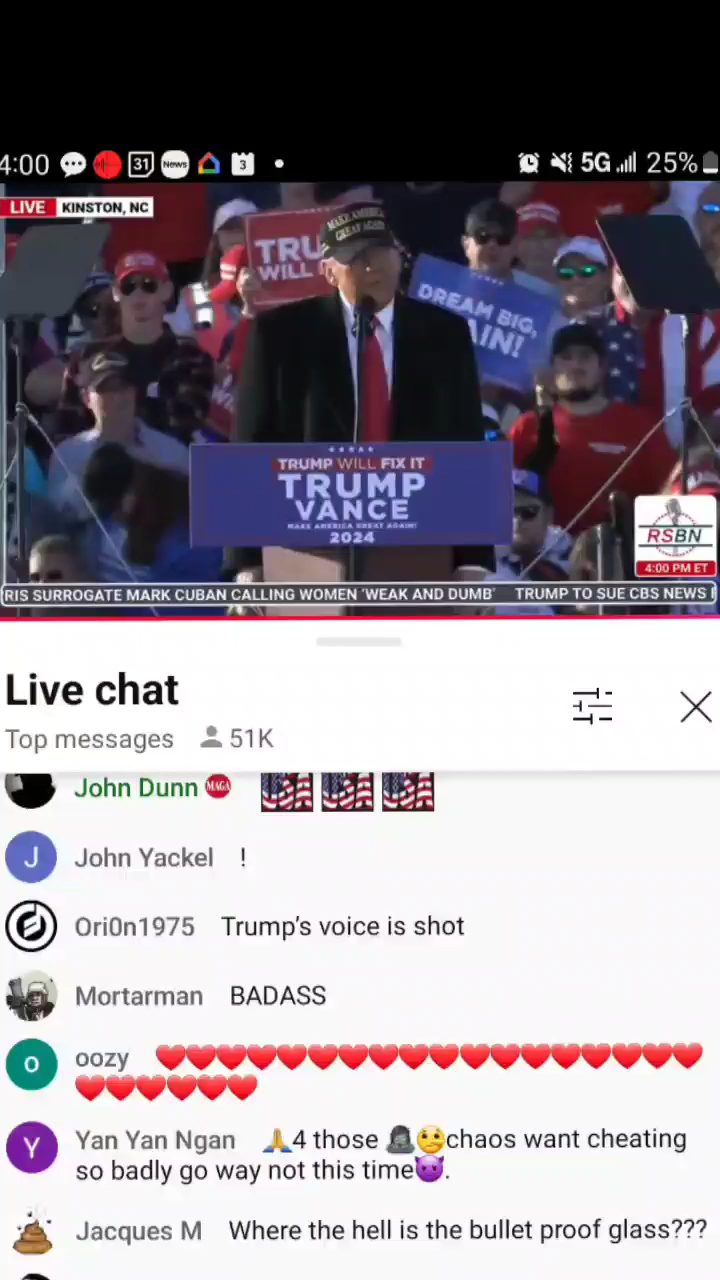 4:00 31 News 3 5G 25%
LIVE KINSTON, NC
MAKE AMERICA
GREAT AGAIN
TRU
WILL
DREAM BIG,
AIN!
TRUMP WILL FIX IT
TRUMP
VANCE
MAKE AMERICA GREAT AGAIN!
2024
RSBN
4:00 PM ET
RIS SURROGATE MARK CUBAN CALLING WOMEN 'WEAK AND DUMB' TRUMP TO SUE CBS NEWS
Live chat
Top messages 51K
John Dunn MAGA
John Yackel !
Ori0n1975 Trump's voice is shot
Mortarman BADASS
oozy ❤️❤️❤️❤️❤️❤️❤️❤️❤️❤️❤️❤️❤️❤️❤️❤️❤️❤️
❤️❤️❤️❤️❤️❤️
Yan Yan Ngan 🙏4 those 🤐chaos want cheating
so badly go way not this time😈.
Jacques M Where the hell is the bullet proof glass???